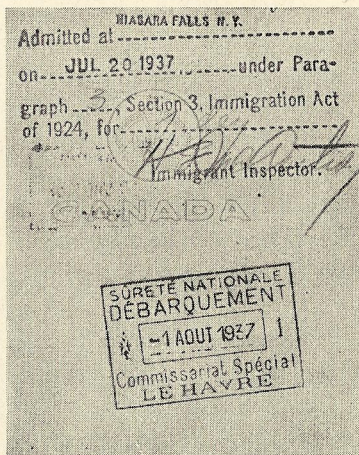 NIAGARA FALLS N.Y.
Admitted at
on JUL 20 1937 under Para-
graph 3, Section 3, Immigration Act
of 1924, for
Immigrant Inspector.
CANADA
SÛRETÉ NATIONALE
DÉBARQUEMENT
-1 AOUT 1937 1
Commissariat Spécial
LE HAVRE